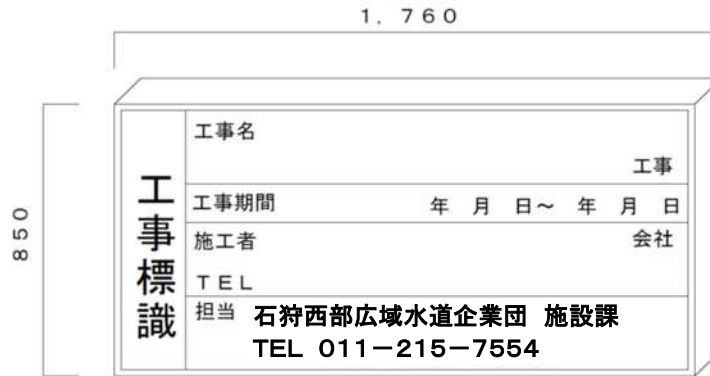 1，760
850
工事標識
工事名
工事
工事期間 年 月 日～ 年 月 日
施工者 会社
ＴＥＬ
担当 石狩西部広域水道企業団 施設課
TEL 011－215－7554